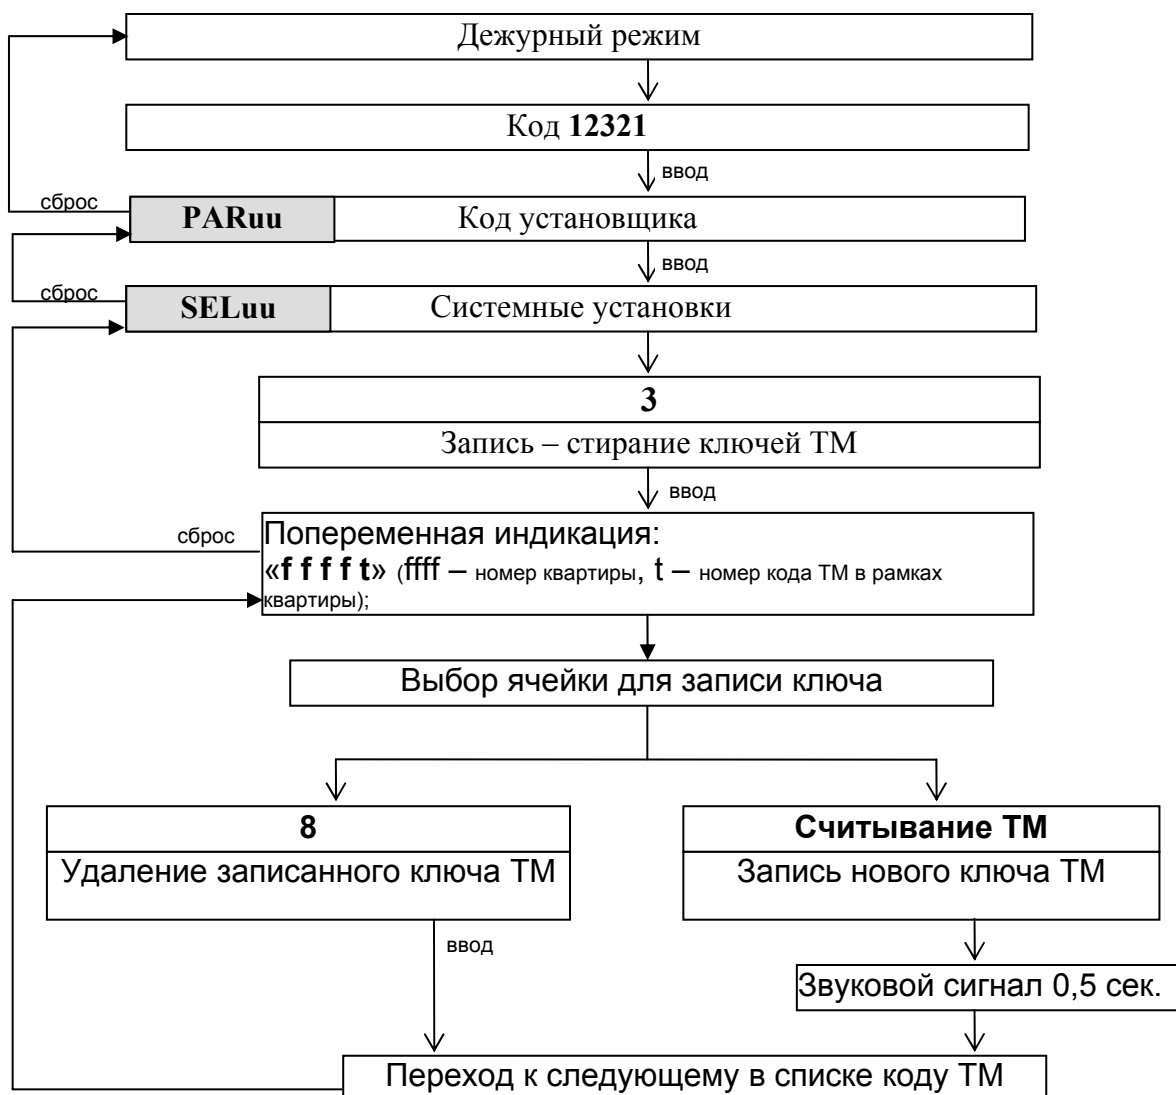 Дежурный режим
Код 12321
ввод
сброс
PARuu Код установщика
ввод
сброс
SELuu Системные установки
3
Запись – стирание ключей ТМ
ввод
сброс
Попеременная индикация:
«f f f f t» (ffff – номер квартиры, t – номер кода ТМ в рамках
квартиры);
Выбор ячейки для записи ключа
8
Удаление записанного ключа ТМ
Считывание ТМ
Запись нового ключа ТМ
ввод
Звуковой сигнал 0,5 сек.
Переход к следующему в списке коду ТМ